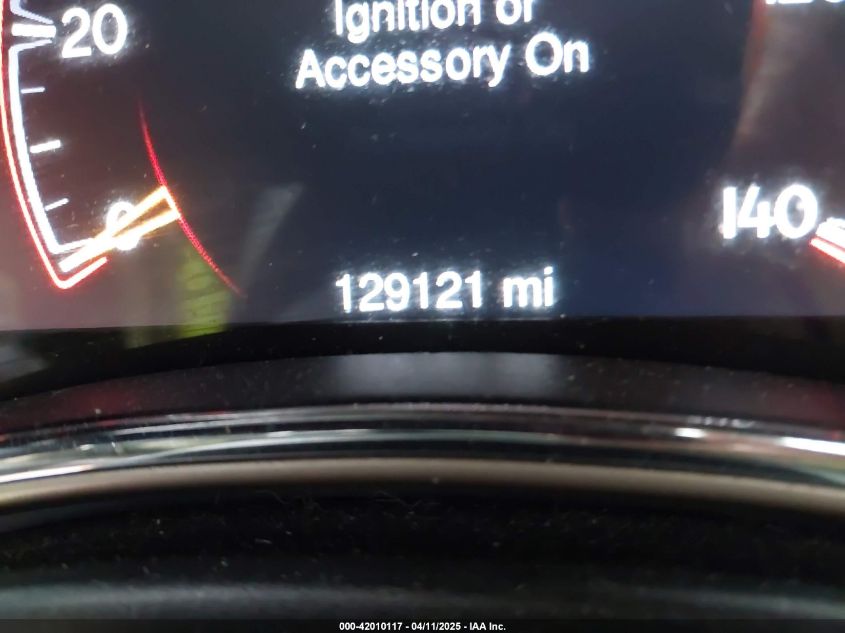 Ignition or
Accessory On
20
0
140
129121 mi
000-42010117 - 04/11/2025 - IAA Inc.